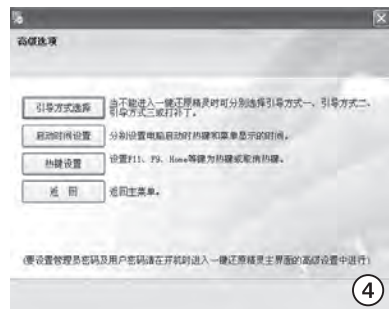 高级选项
引导方式选择
当不能进入一键还原精灵时可分别选择引导方式一、引导方式二、
引导方式三或打补丁。
启动时间设置
分别设置电脑启动时热键和菜单显示的时间。
热键设置
设置F11、F9、Home等键为热键或取消热键。
返 回
返回主菜单。
(要设置管理员密码及用户密码请在开机时进入一键还原精灵主界面的高级设置中进行)
④